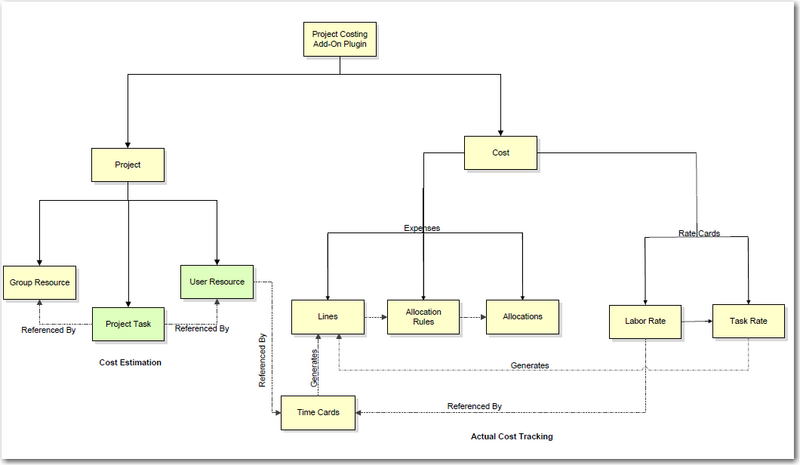 Project Costing
Add-On Plugin
Project
Cost
Expenses
Rate Cards
Group Resource
User Resource
Project Task
Referenced By
Referenced By
Cost Estimation
Referenced By
Lines
Allocation
Rules
Allocations
Labor Rate
Task Rate
Generates
Generates
Time Cards
Referenced By
Actual Cost Tracking